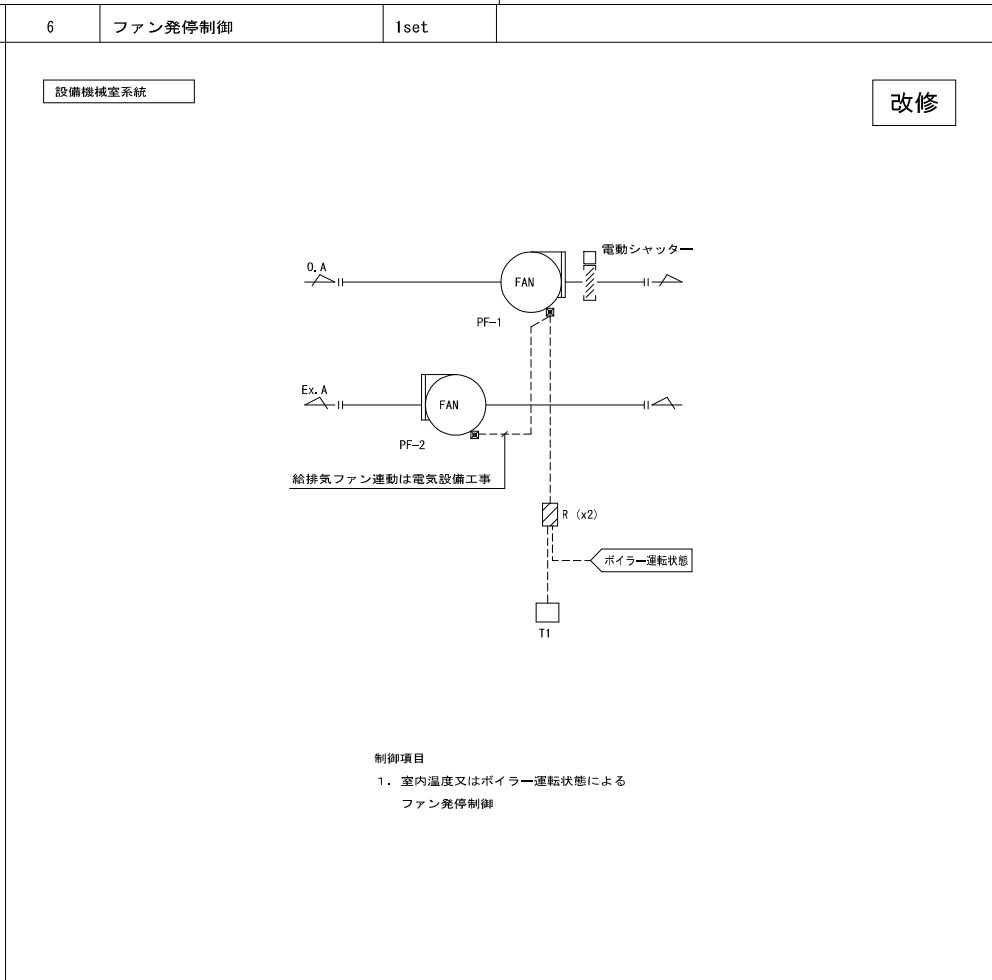 6 ファン発停制御 1set
設備機械室系統
改修
電動シャッター
O.A
FAN
PF-1
Ex.A
FAN
PF-2
給排気ファン連動は電気設備工事
R (x2)
ボイラー運転状態
T1
制御項目
1. 室内温度又はボイラー運転状態による
ファン発停制御